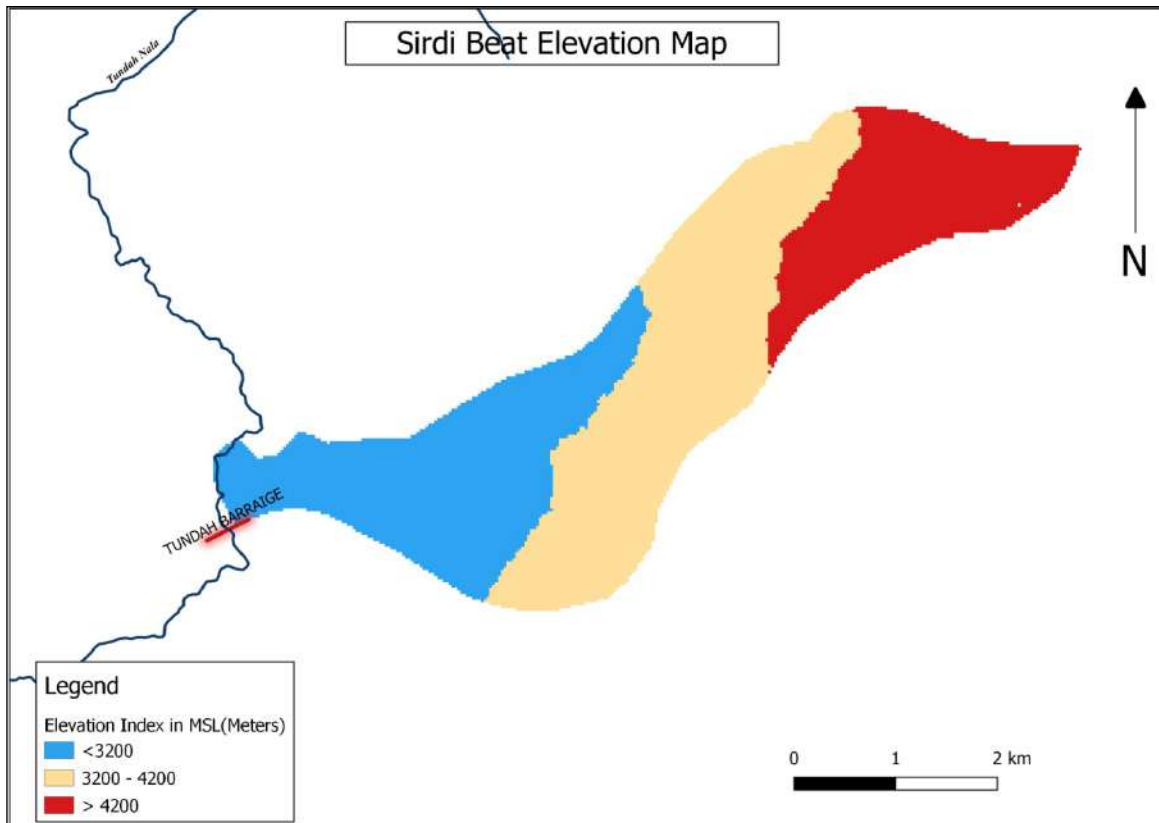 Sirdi Beat Elevation Map
Tundah Nala
N
TUNDAH BARRAIGE
Legend
Elevation Index in MSL(Meters)
<3200
3200 - 4200
> 4200
0 1 2 km